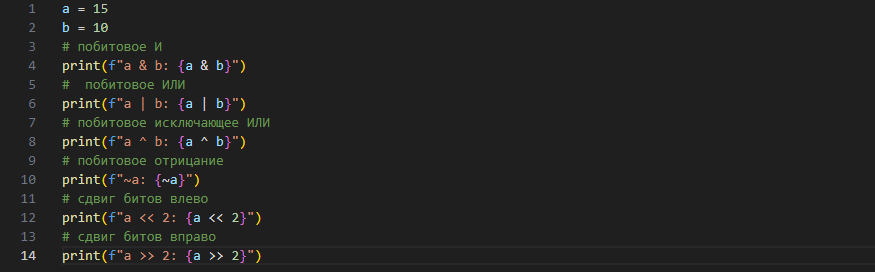 1 a = 15
2 b = 10
3 # побитовое И
4 print(f"a & b: {a & b}")
5 #  побитовое ИЛИ
6 print(f"a | b: {a | b}")
7 # побитовое исключающее ИЛИ
8 print(f"a ^ b: {a ^ b}")
9 # побитовое отрицание
10 print(f"~a: {~a}")
11 # сдвиг битов влево
12 print(f"a << 2: {a << 2}")
13 # сдвиг битов вправо
14 print(f"a >> 2: {a >> 2}")